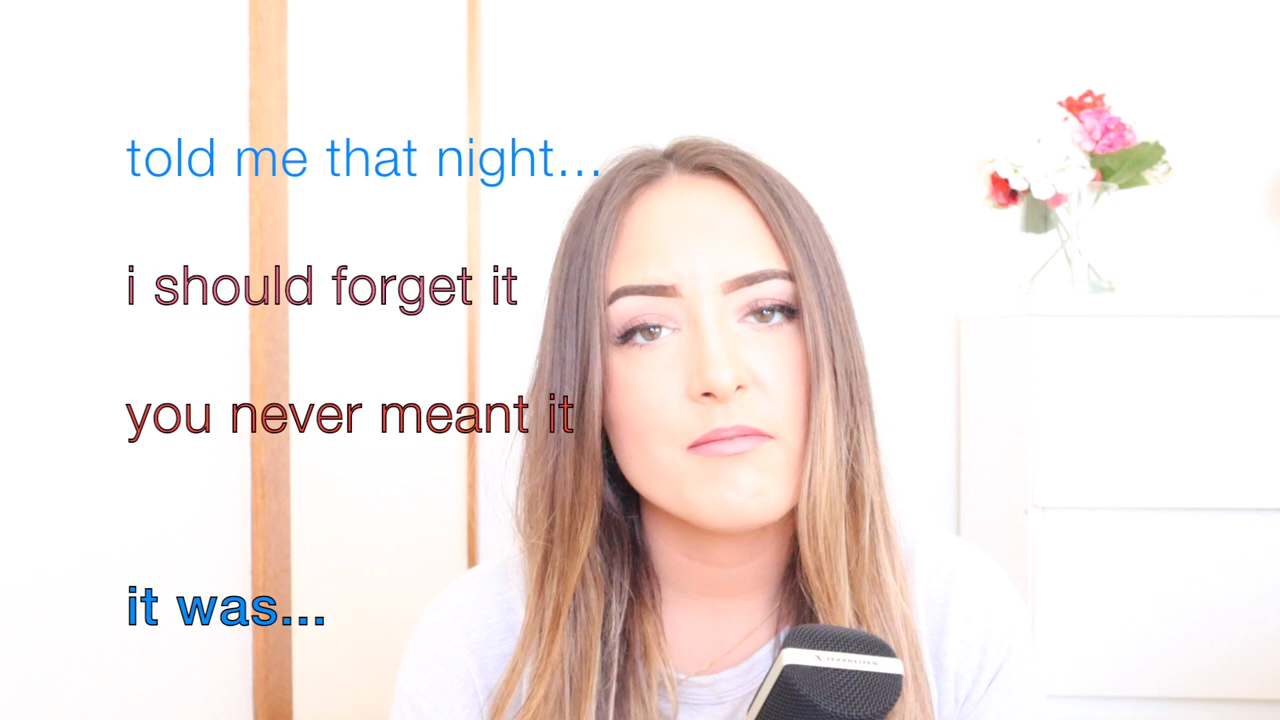 told me that night...
i should forget it
you never meant it
it was...